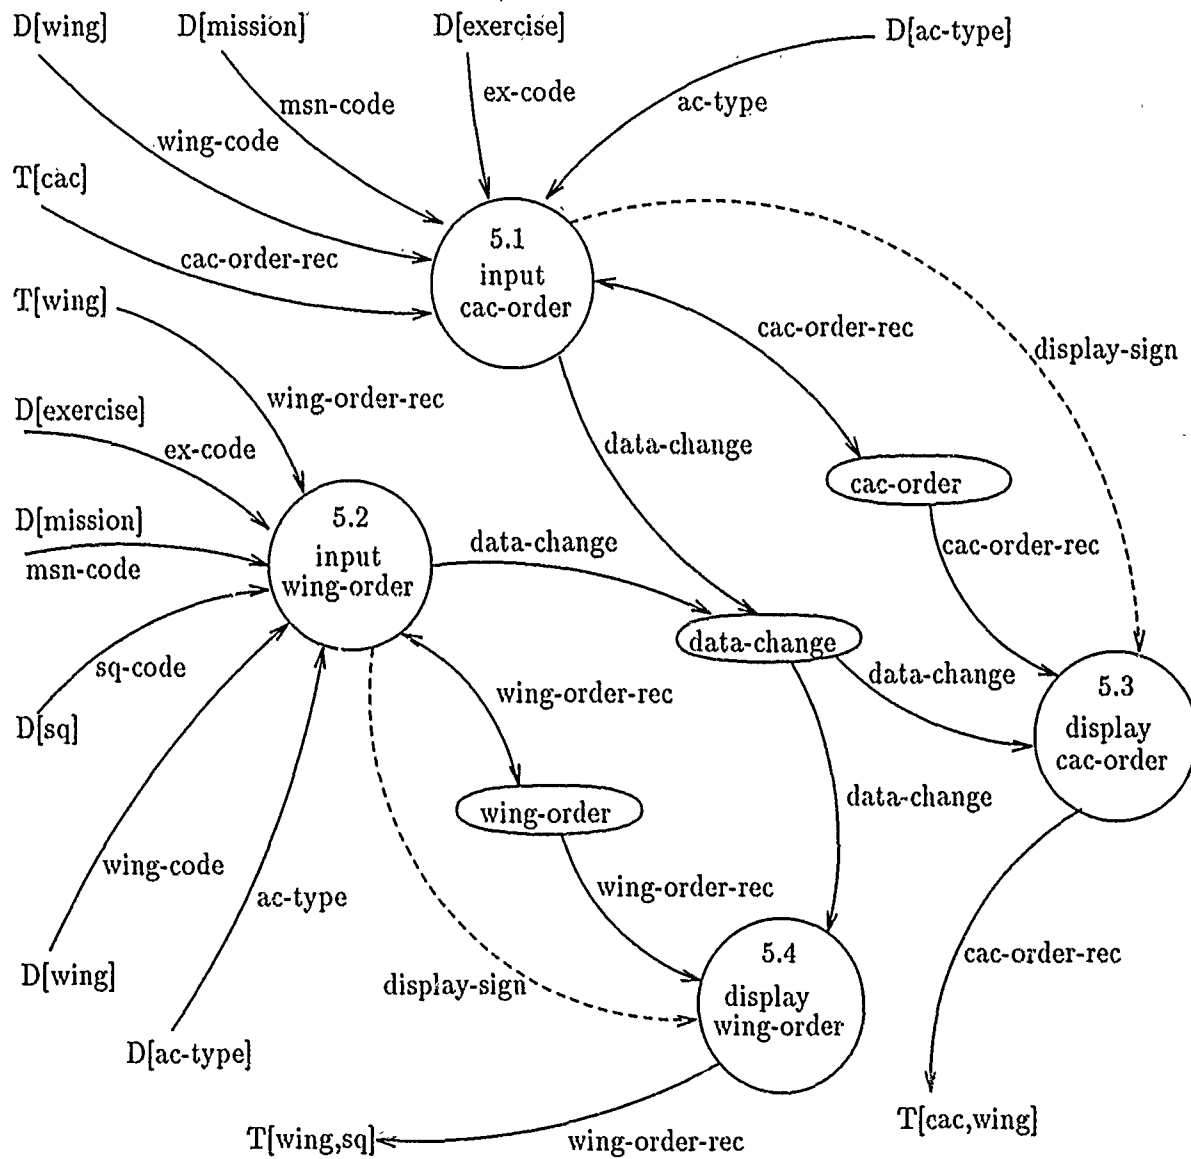 D[wing]
D[mission]
D[exercise]
D[ac-type]
ex-code
msn-code
ac-type
wing-code
T[cac]
5.1
input
cac-order
cac-order-rec
T[wing]
cac-order-rec
display-sign
wing-order-rec
D[exercise]
ex-code
data-change
cac-order
D[mission]
msn-code
5.2
input
wing-order
data-change
cac-order-rec
data-change
sq-code
D[sq]
wing-order-rec
data-change
5.3
display
cac-order
wing-order
data-change
wing-code
ac-type
wing-order-rec
D[wing]
display-sign
5.4
display
wing-order
cac-order-rec
D[ac-type]
T[wing,sq]
wing-order-rec
T[cac,wing]